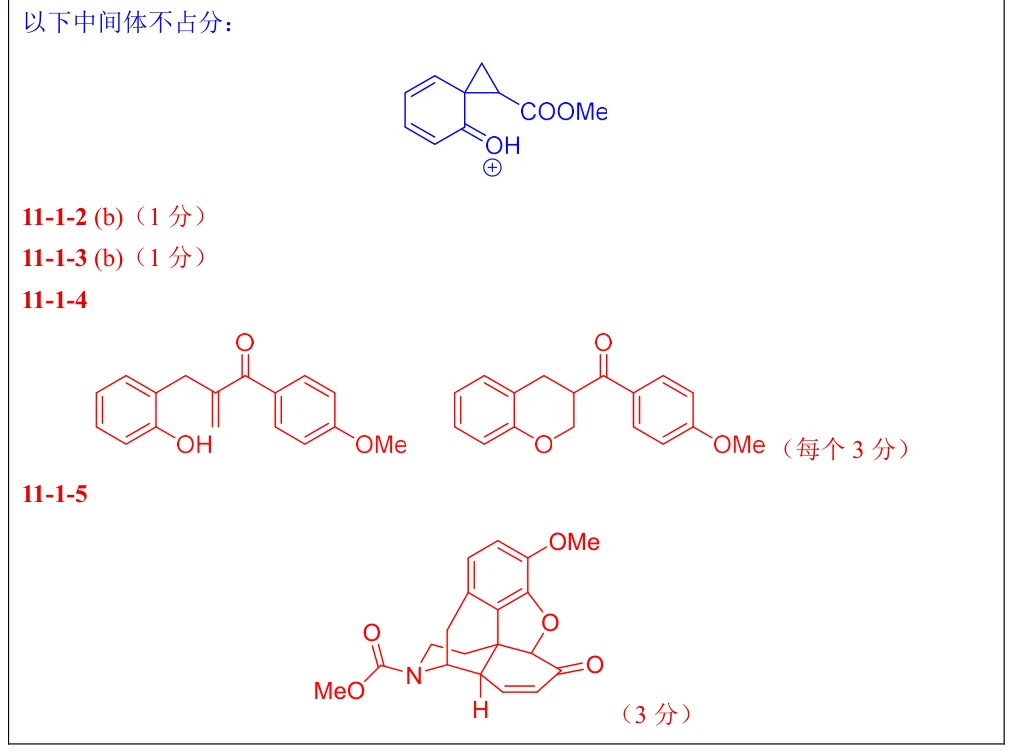 以下中间体不占分：
COOMe
OH
⊕
11-1-2 (b)（1 分）
11-1-3 (b)（1 分）
11-1-4
O O
OH OMe O OMe （每个 3 分）
11-1-5
OMe
O
O O
N
MeO
H （3 分）